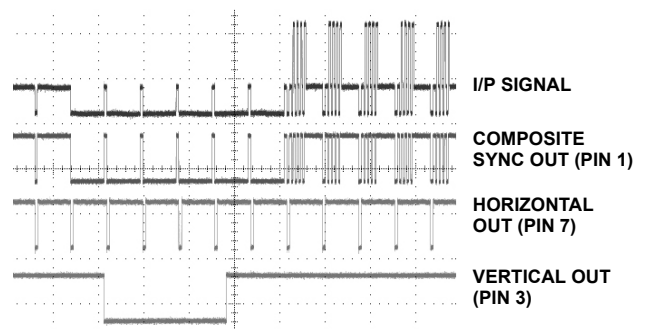 I/P SIGNAL
COMPOSITE
SYNC OUT (PIN 1)
HORIZONTAL
OUT (PIN 7)
VERTICAL OUT
(PIN 3)